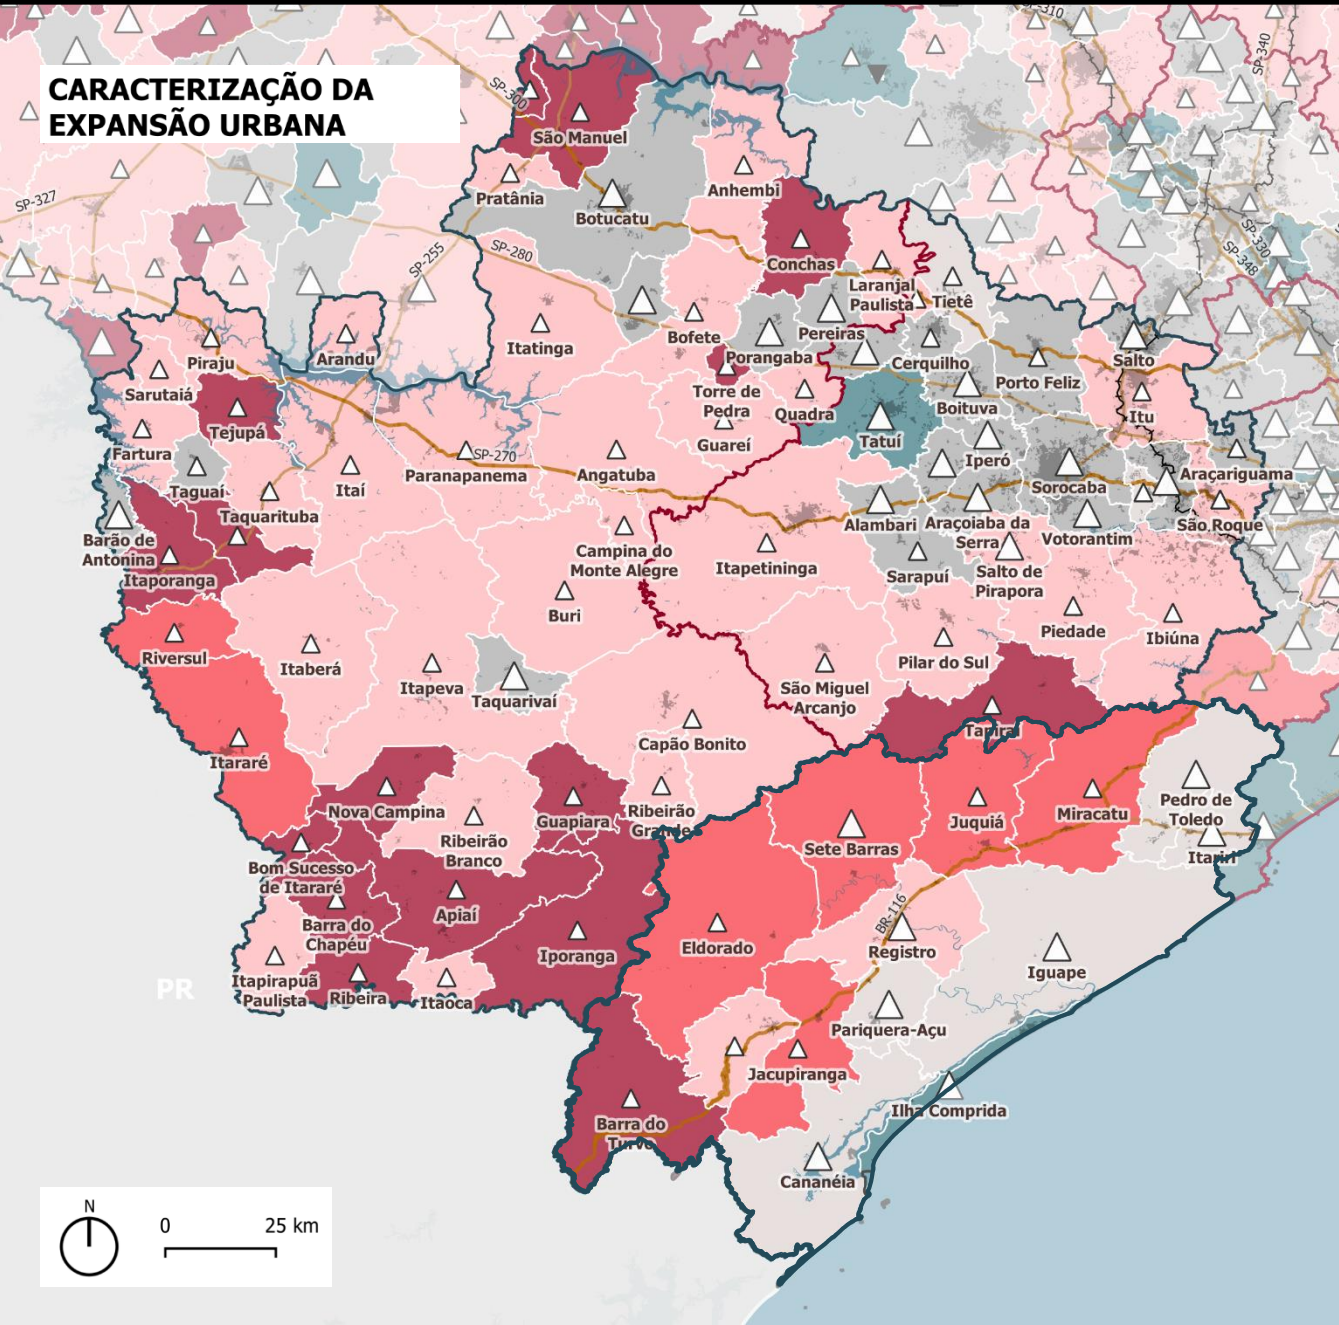 SP-310
SP-340
CARACTERIZAÇÃO DA
EXPANSÃO URBANA
SP-300
São Manuel
Pratânia
Anhembi
Botucatu
SP-327
SP-330
SP-348
SP-255
SP-280
Conchas
Laranjal
Paulista
Tietê
Bofete
Pereiras
Itatinga
Piraju
Arandu
Porangaba
Cerquilho
Salto
Porto Feliz
Sarutaiá
Torre de
Pedra
Quadra
Boituva
Itu
Tejupá
Tatuí
Guareí
Fartura
SP-270
Paranapanema
Angatuba
Iperó
Araçariguama
Taguaí
Itaí
Sorocaba
Taquarituba
Alambari
Araçoiaba da
Serra
São Roque
Barão de
Antonina
Votorantim
Campina do
Monte Alegre
Itapetininga
Itaporanga
Sarapuí
Salto de
Pirapora
Buri
Piedade
Ibiúna
Riversul
Itaberá
Pilar do Sul
Itapeva
Taquarivaí
São Miguel
Arcanjo
Tapiraí
Capão Bonito
Itararé
Nova Campina
Guapiara
Ribeirão
Grande
Juquiá
Miracatu
Pedro de
Toledo
Ribeirão
Branco
Sete Barras
Itariri
Bom Sucesso
de Itararé
Apiaí
BR-116
Barra do
Chapéu
Eldorado
Registro
Iporanga
Iguape
Itapirapuã
Paulista
PR
Ribeira
Itaóca
Pariquera-Açu
Jacupiranga
Ilha Comprida
Barra do
Turvo
Cananéia
N
0 25 km